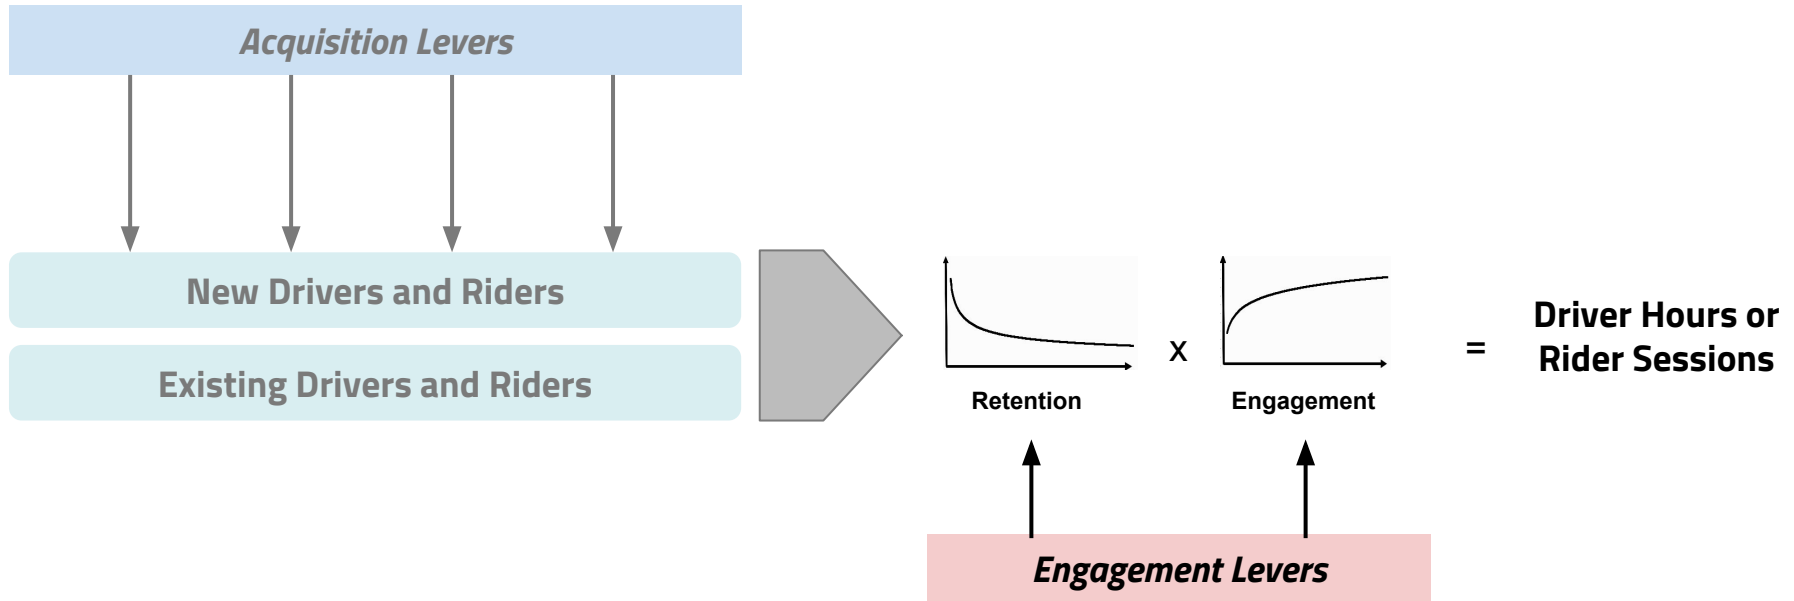 Acquisition Levers
New Drivers and Riders
Existing Drivers and Riders
Retention
x
Engagement
=
Driver Hours or
Rider Sessions
Engagement Levers